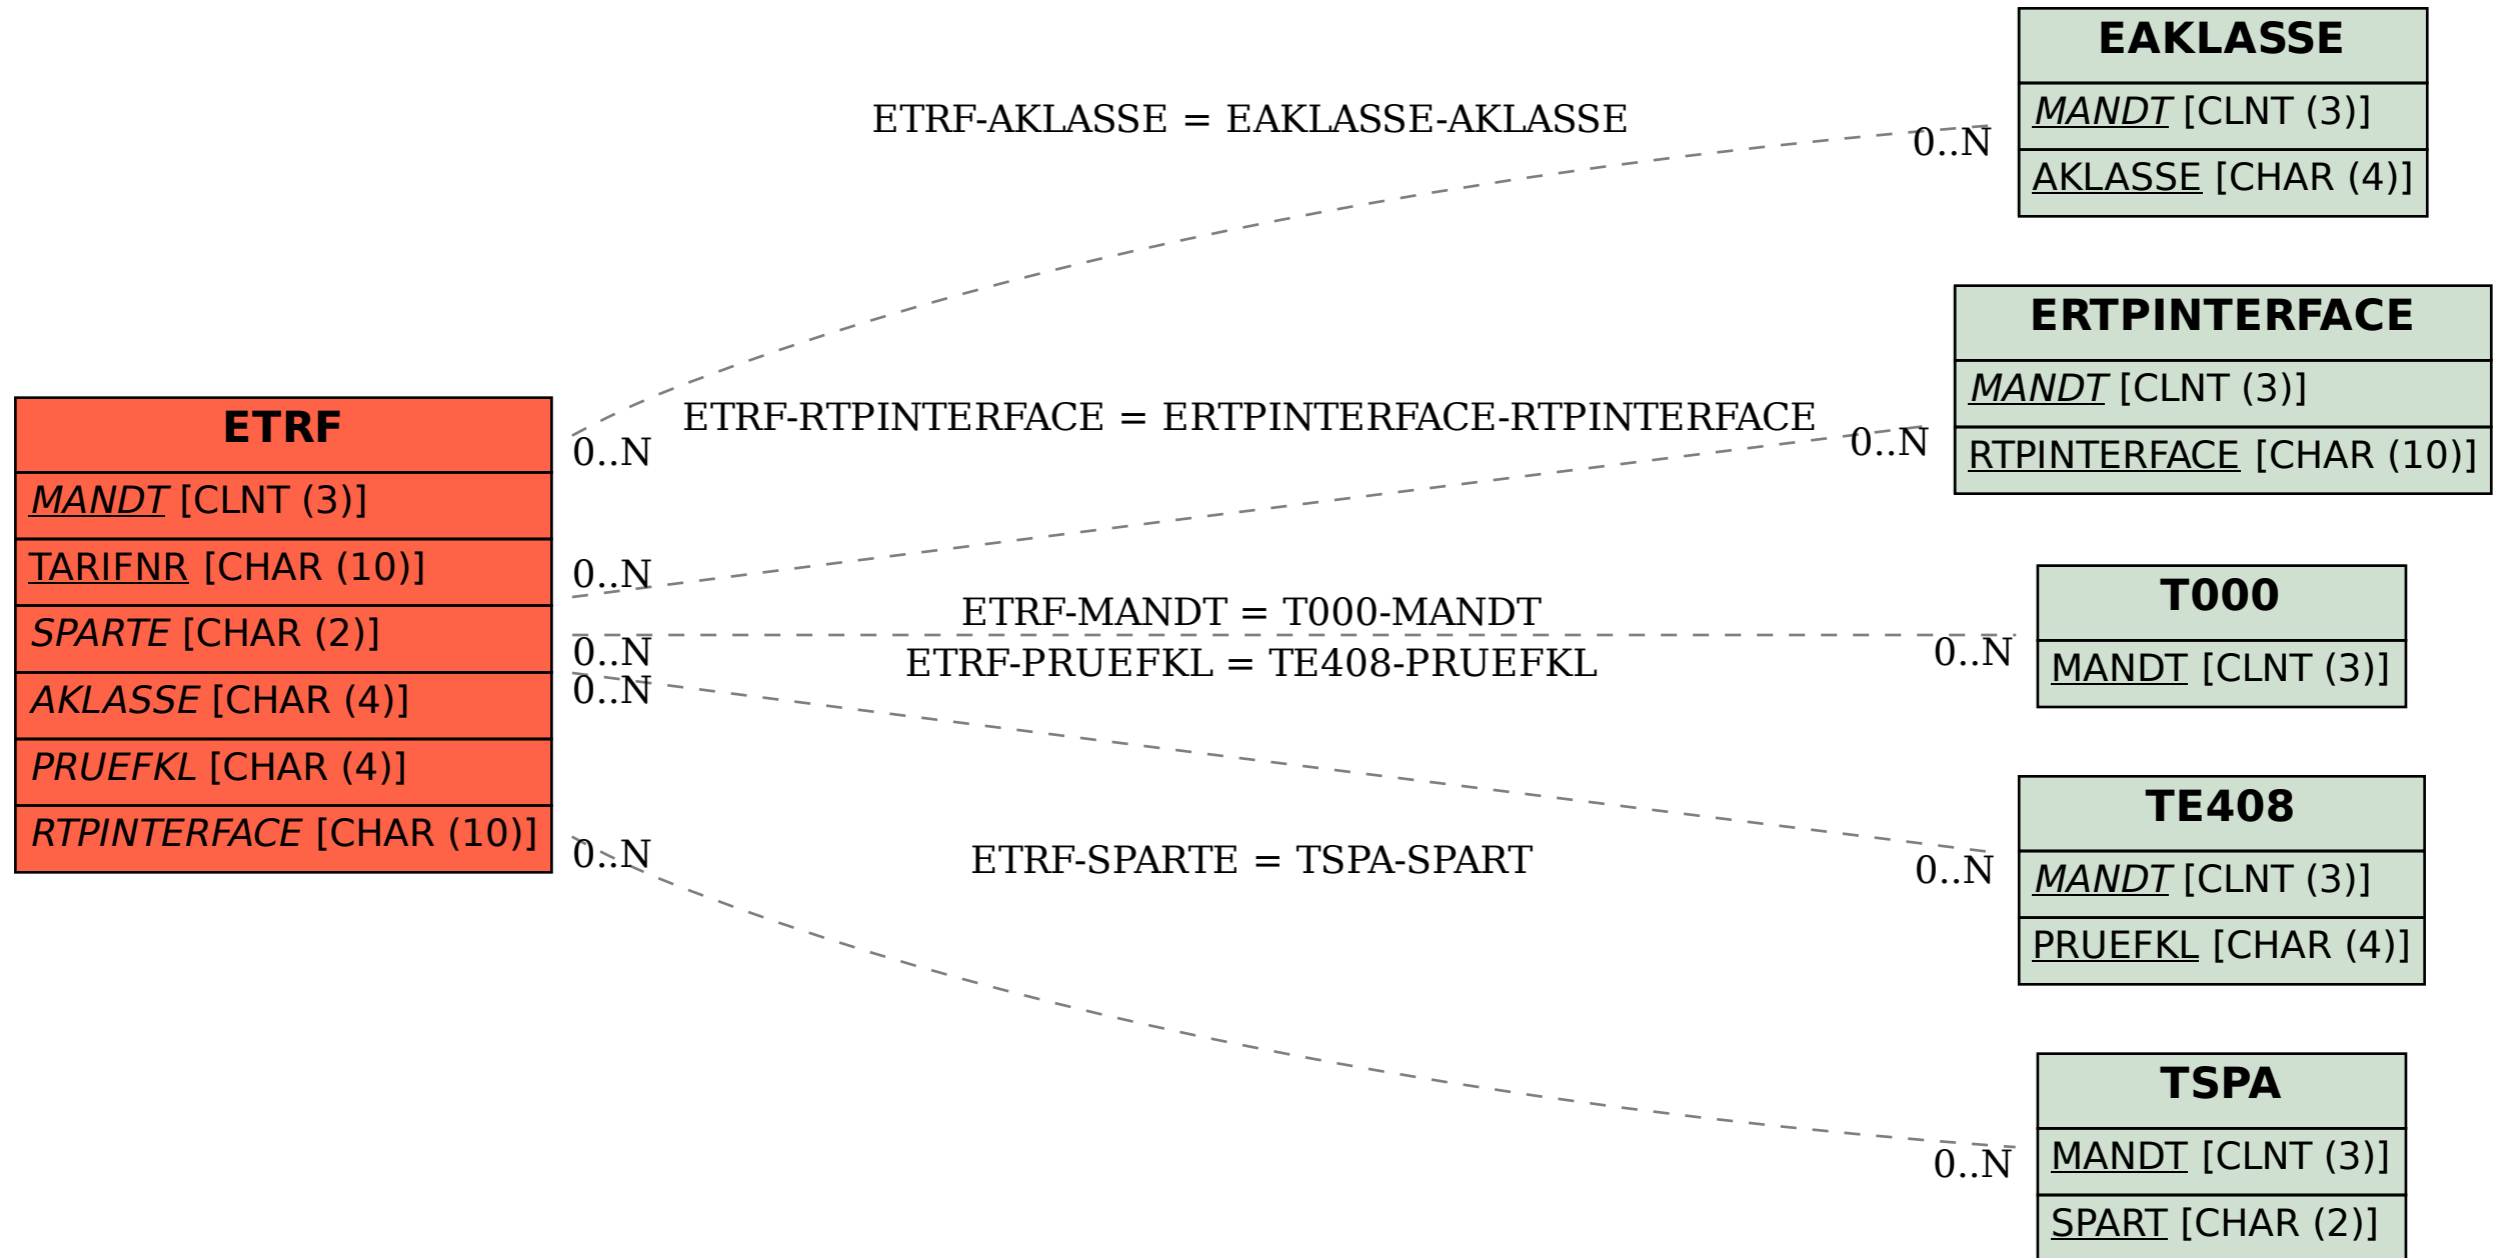 ETRF
MANDT [CLNT (3)]
TARIFNR [CHAR (10)]
SPARTE [CHAR (2)]
AKLASSE [CHAR (4)]
PRUEFKL [CHAR (4)]
RTPINTERFACE [CHAR (10)]
ETRF-AKLASSE = EAKLASSE-AKLASSE
0..N
0..N
ETRF-RTPINTERFACE = ERTPINTERFACE-RTPINTERFACE
0..N
0..N
ETRF-MANDT = T000-MANDT
0..N
0..N
ETRF-PRUEFKL = TE408-PRUEFKL
0..N
0..N
ETRF-SPARTE = TSPA-SPART
0..N
0..N
EAKLASSE
MANDT [CLNT (3)]
AKLASSE [CHAR (4)]
ERTPINTERFACE
MANDT [CLNT (3)]
RTPINTERFACE [CHAR (10)]
T000
MANDT [CLNT (3)]
TE408
MANDT [CLNT (3)]
PRUEFKL [CHAR (4)]
TSPA
MANDT [CLNT (3)]
SPART [CHAR (2)]